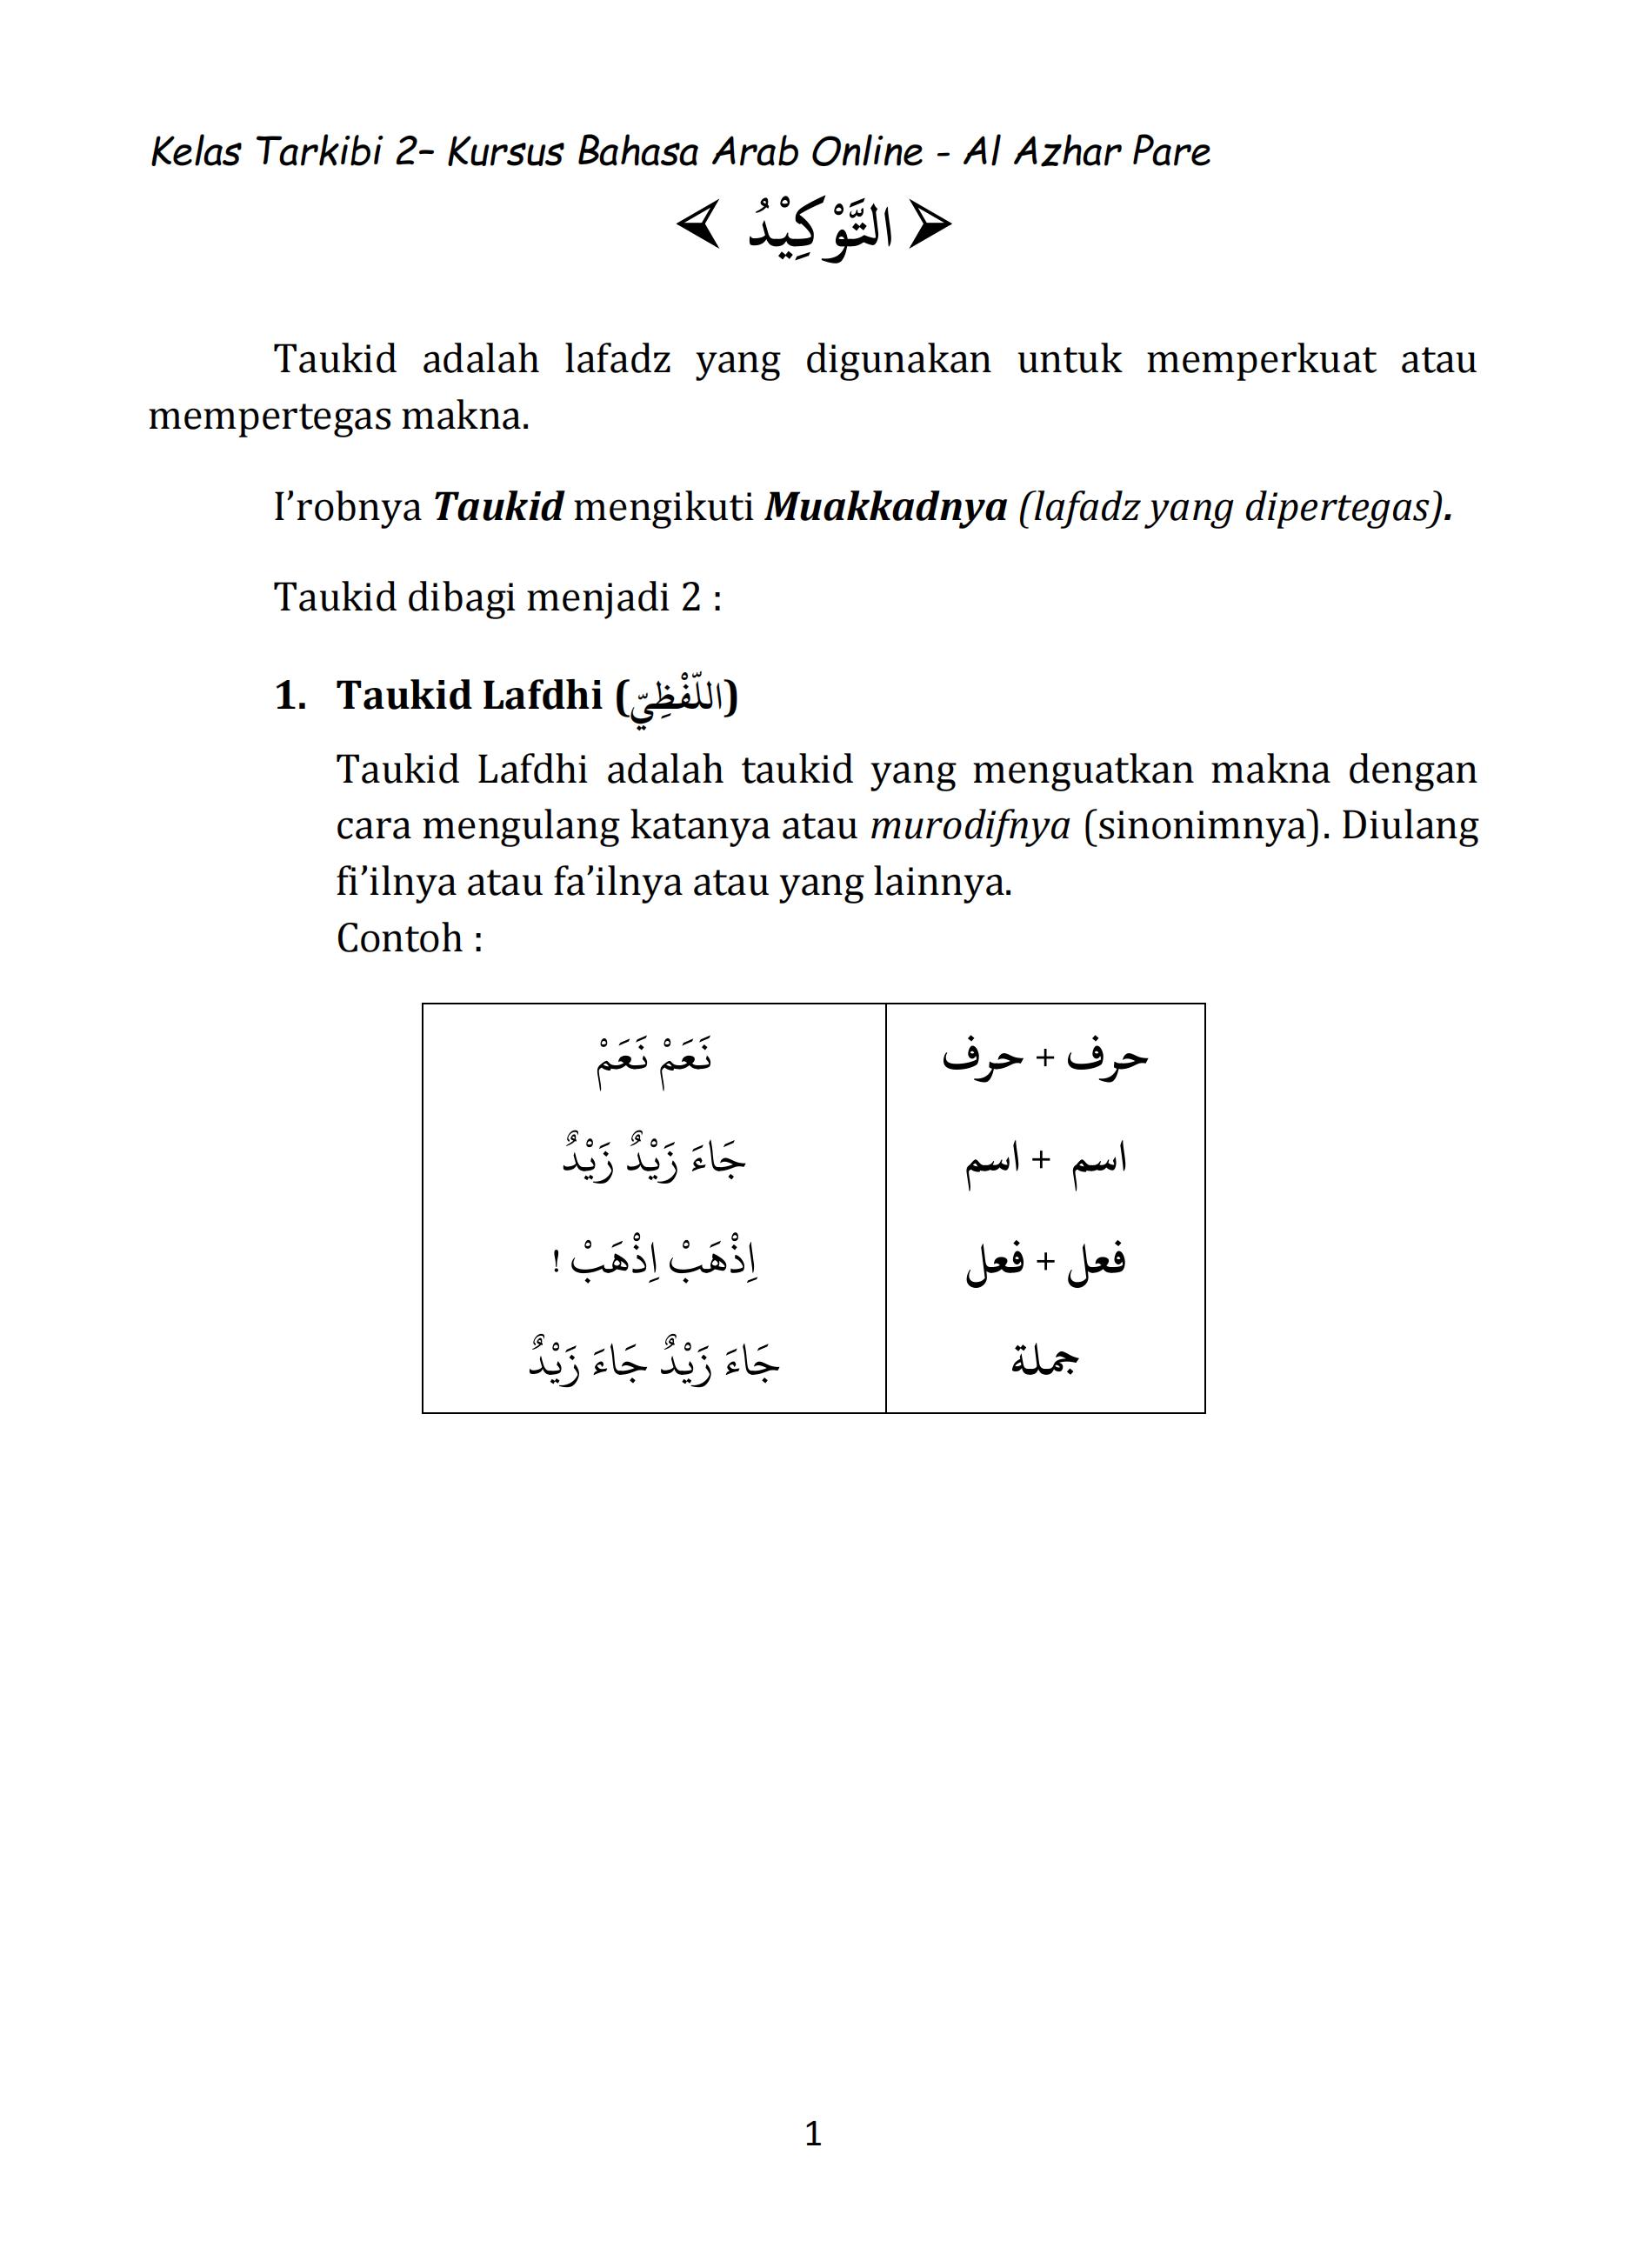 Kelas Tarkibi 2– Kursus Bahasa Arab Online - Al Azhar Pare
التَّوْكِيْدُ
Taukid adalah lafadz yang digunakan untuk memperkuat atau
mempertegas makna.
I’robnya Taukid mengikuti Muakkadnya (lafadz yang dipertegas).
Taukid dibagi menjadi 2 :
1. Taukid Lafdhi (اللّفْظِيّ)
Taukid Lafdhi adalah taukid yang menguatkan makna dengan
cara mengulang katanya atau murodifnya (sinonimnya). Diulang
fi’ilnya atau fa’ilnya atau yang lainnya.
Contoh :
حرف + حرف نَعَمْ نَعَمْ
اسم + اسم جَاءَ زَيْدٌ زَيْدٌ
فعل + فعل اِذْهَبْ اِذْهَبْ !
جملة جَاءَ زَيْدٌ جَاءَ زَيْدٌ
1